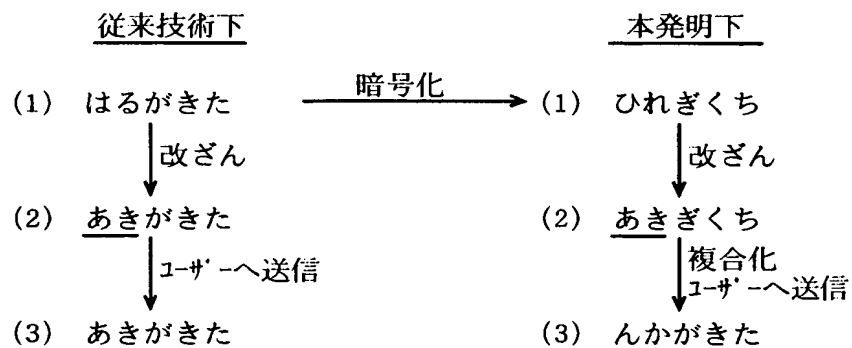 従来技術下 本発明下
(1) はるがきた 暗号化 (1) ひれぎくち
改ざん 改ざん
(2) あきがきた (2) あきぎくち
ﾕｰｻﾞｰへ送信 複合化
ﾕｰｻﾞｰへ送信
(3) あきがきた (3) んかがきた